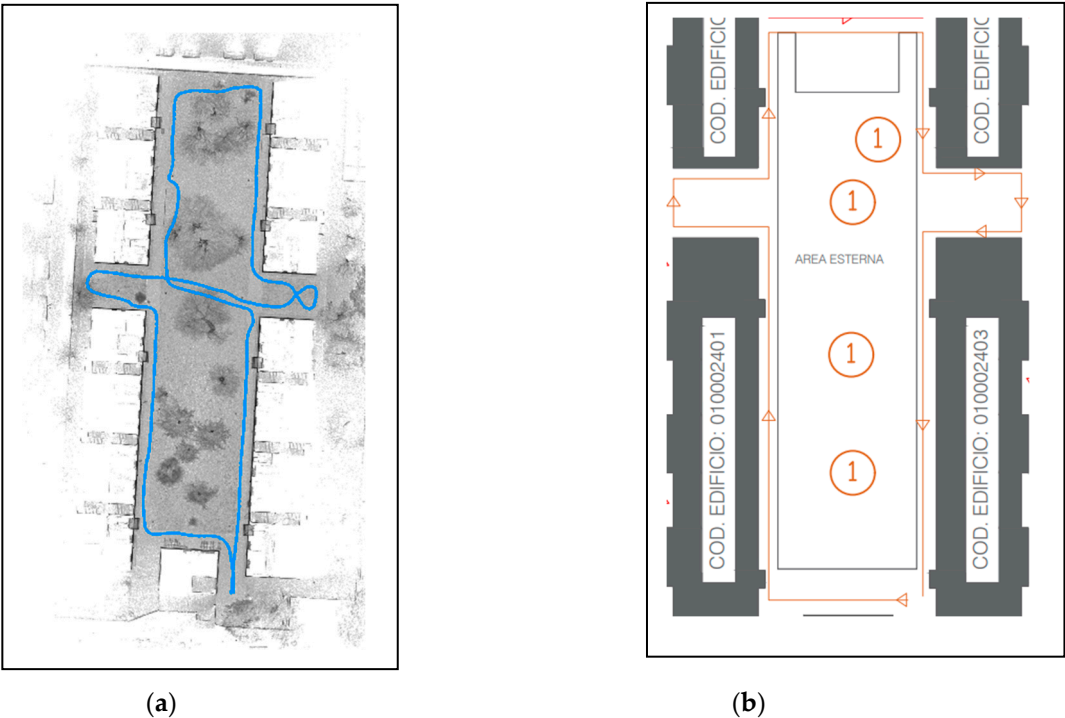 COD. EDIFICIO
COD. EDIFICIO
1
1
AREA ESTERNA
1
1
COD. EDIFICIO: 010002401
COD. EDIFICIO: 010002403
(a)
(b)